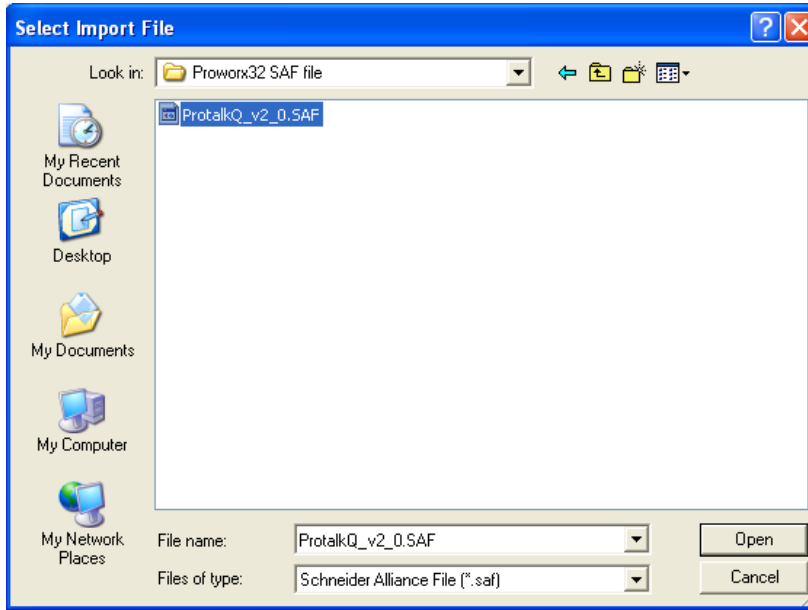 Select Import File
Look in: Proworx32 SAF file
ProtalkQ_v2_0.SAF
My Recent
Documents
Desktop
My Documents
My Computer
My Network
Places
File name: ProtalkQ_v2_0.SAF Open
Files of type: Schneider Alliance File (*.saf) Cancel